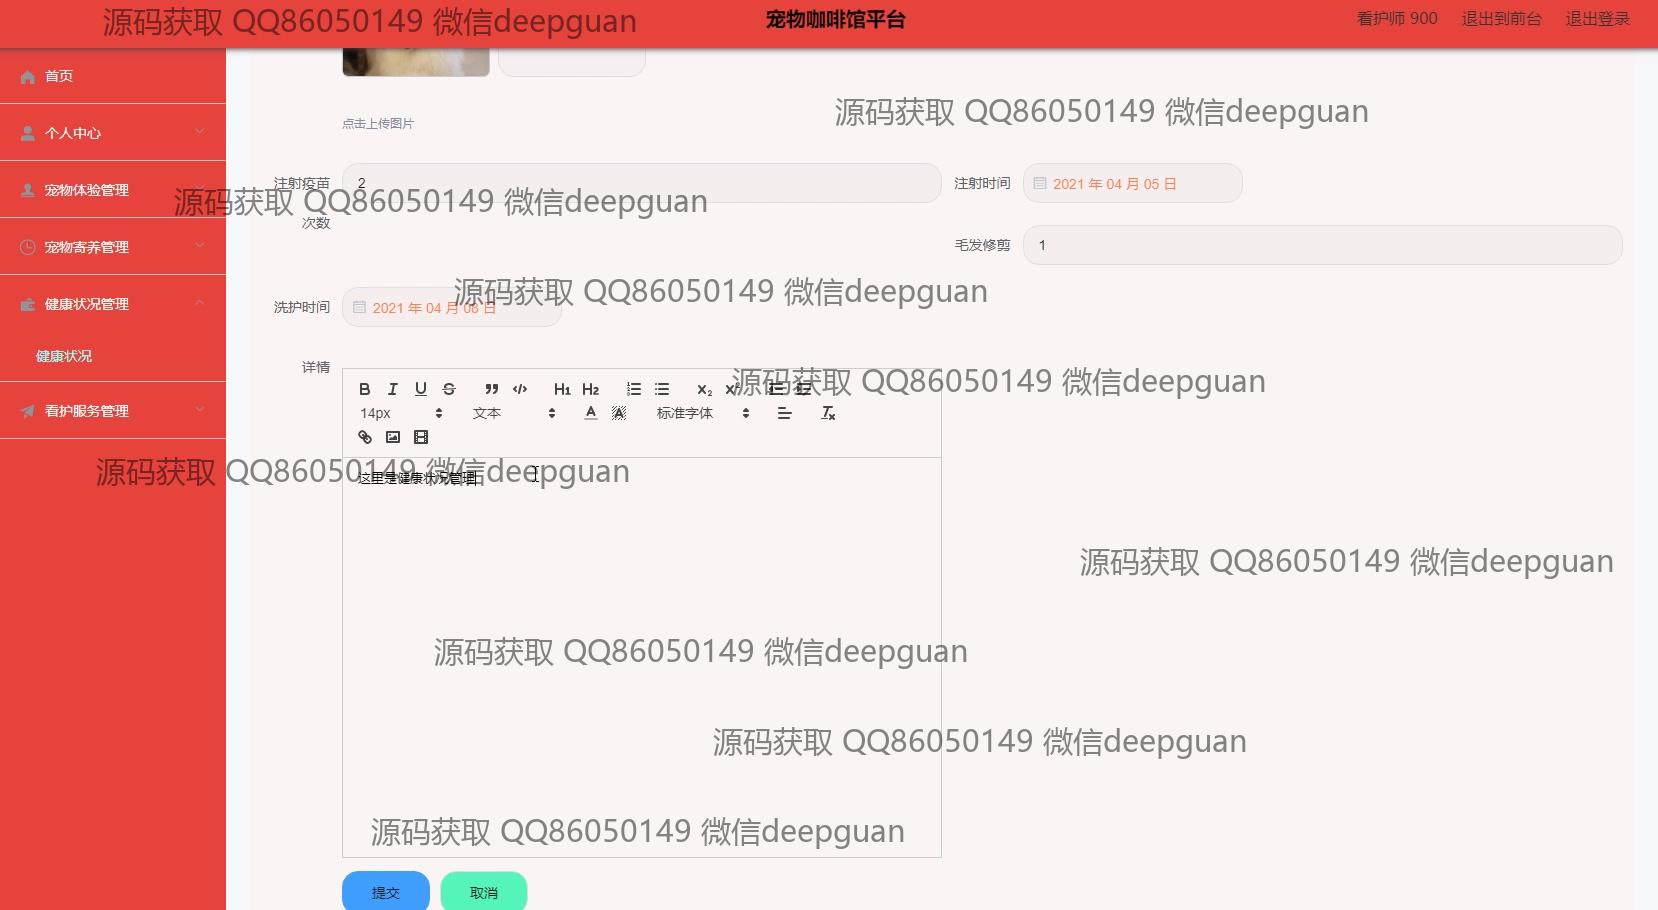 源码获取 QQ86050149 微信deepguan
宠物咖啡馆平台
看护师 900
退出到前台
退出登录
首页
个人中心
宠物体验管理
宠物寄养管理
健康状况管理
健康状况
看护服务管理
点击上传图片
源码获取 QQ86050149 微信deepguan
注射疫苗
次数
2
注射时间
2021 年 04 月 05 日
源码获取 QQ86050149 微信deepguan
毛发修剪
1
源码获取 QQ86050149 微信deepguan
洗护时间
2021 年 04 月 08 日
详情
源码获取 QQ86050149 微信deepguan
B I U S H1 H2 X₂ X²
14px
文本
A A
标准字体
源码获取 QQ86050149 微信deepguan
这里是健康状况管理
源码获取 QQ86050149 微信deepguan
源码获取 QQ86050149 微信deepguan
源码获取 QQ86050149 微信deepguan
源码获取 QQ86050149 微信deepguan
提交
取消